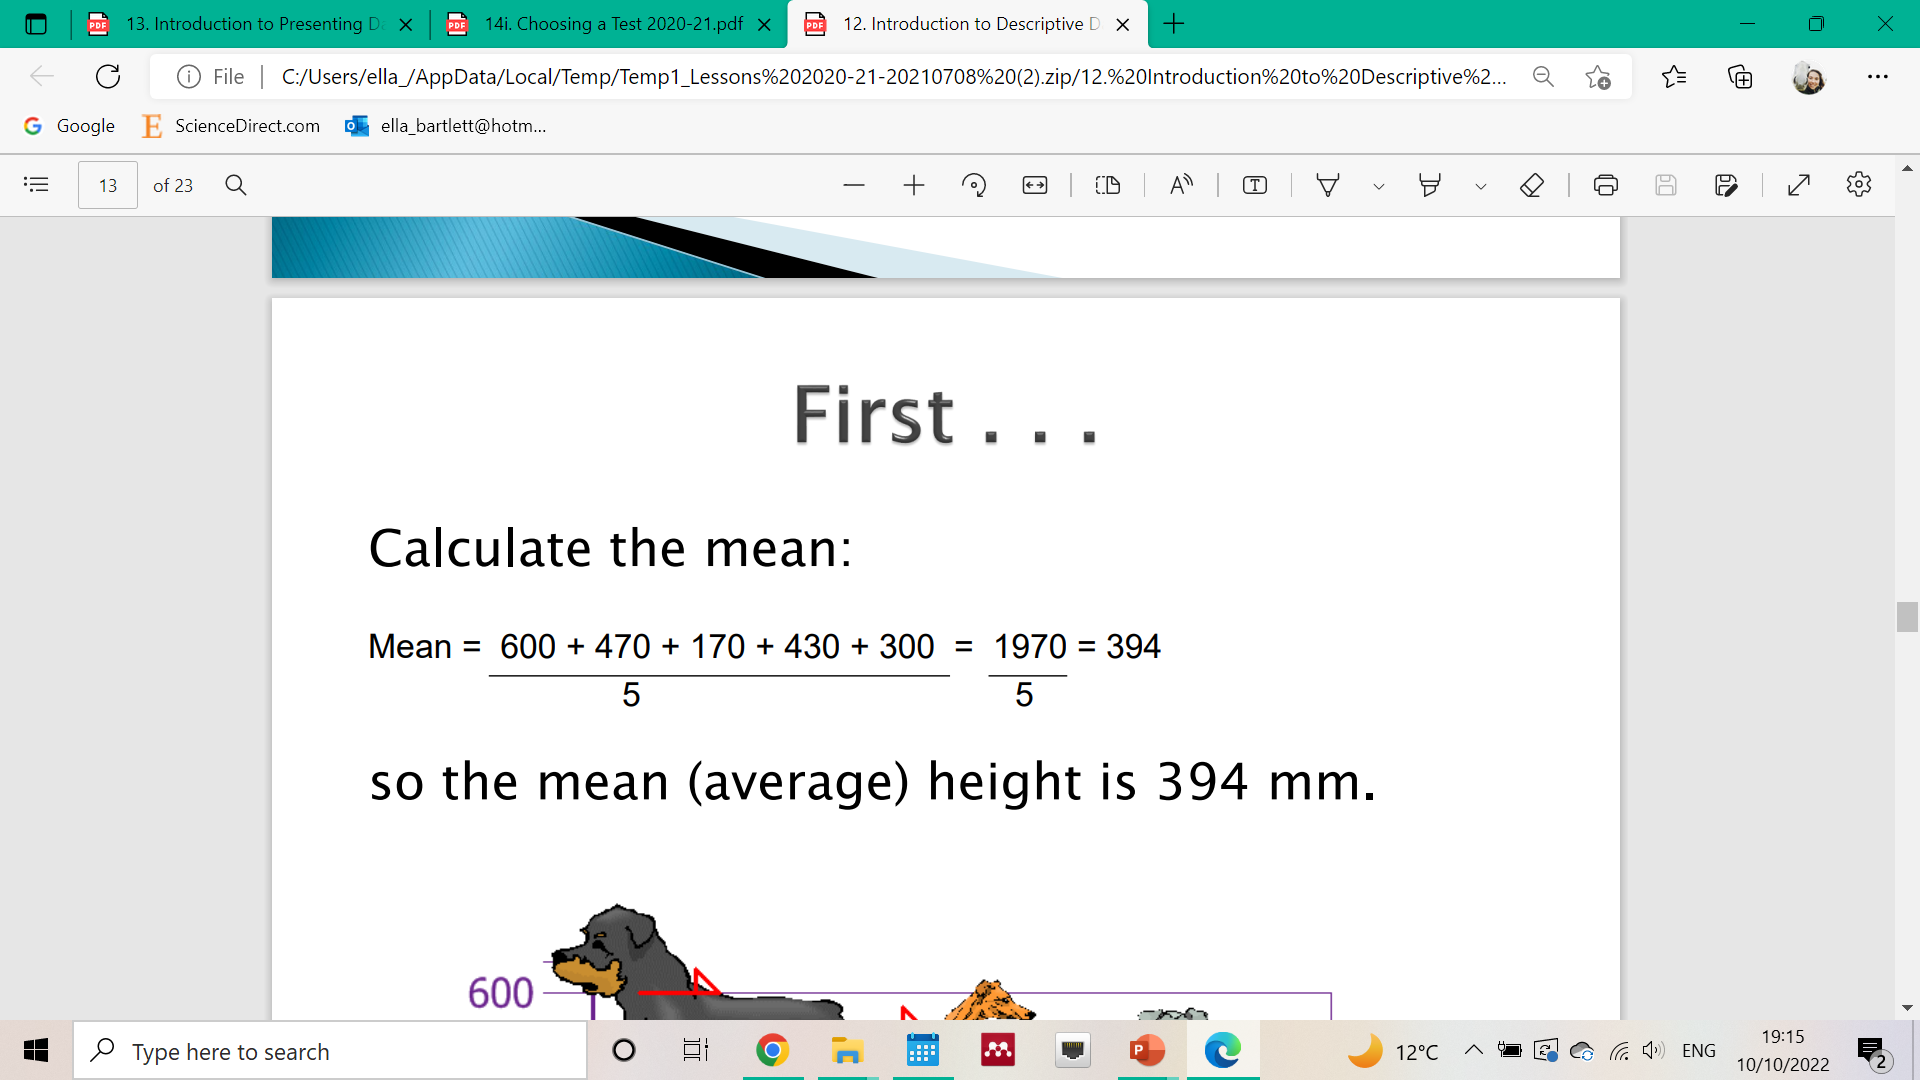 13. Introduction to Presenting Da
14i. Choosing a Test 2020-21.pdf
12. Introduction to Descriptive D
File
C:/Users/ella_/AppData/Local/Temp/Temp1_Lessons%202020-21-20210708%20(2).zip/12.%20Introduction%20to%20Descriptive%2...
Google
ScienceDirect.com
ella_bartlett@hotm...
13 of 23
First . . .
Calculate the mean:
Mean = 600 + 470 + 170 + 430 + 300 = 1970 = 394
5 5
so the mean (average) height is 394 mm.
600
Type here to search
12°C
ENG
19:15
10/10/2022
2